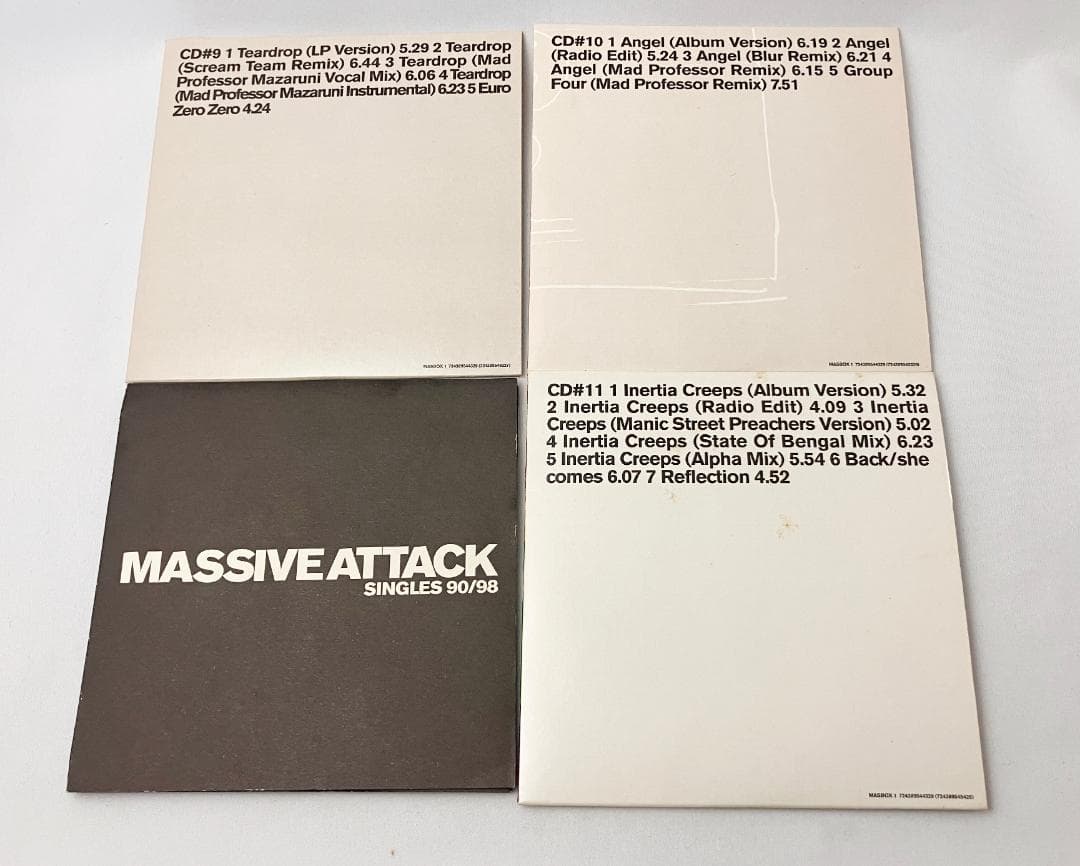 CD#9 1 Teardrop (LP Version) 5.29 2 Teardrop
(Scream Team Remix) 6.44 3 Teardrop (Mad
Professor Mazaruni Vocal Mix) 6.06 4 Teardrop
(Mad Professor Mazaruni Instrumental) 6.23 5 Euro
Zero Zero 4.24
MASBOX 1
CD#10 1 Angel (Album Version) 6.19 2 Angel
(Radio Edit) 5.24 3 Angel (Blur Remix) 6.21 4
Angel (Mad Professor Remix) 6.15 5 Group
Four (Mad Professor Remix) 7.51
MASBOX 1
MASSIVE ATTACK
SINGLES 90/98
CD#11 1 Inertia Creeps (Album Version) 5.32
2 Inertia Creeps (Radio Edit) 4.09 3 Inertia
Creeps (Manic Street Preachers Version) 5.02
4 Inertia Creeps (State Of Bengal Mix) 6.23
5 Inertia Creeps (Alpha Mix) 5.54 6 Back/she
comes 6.07 7 Reflection 4.52
MASBOX 1